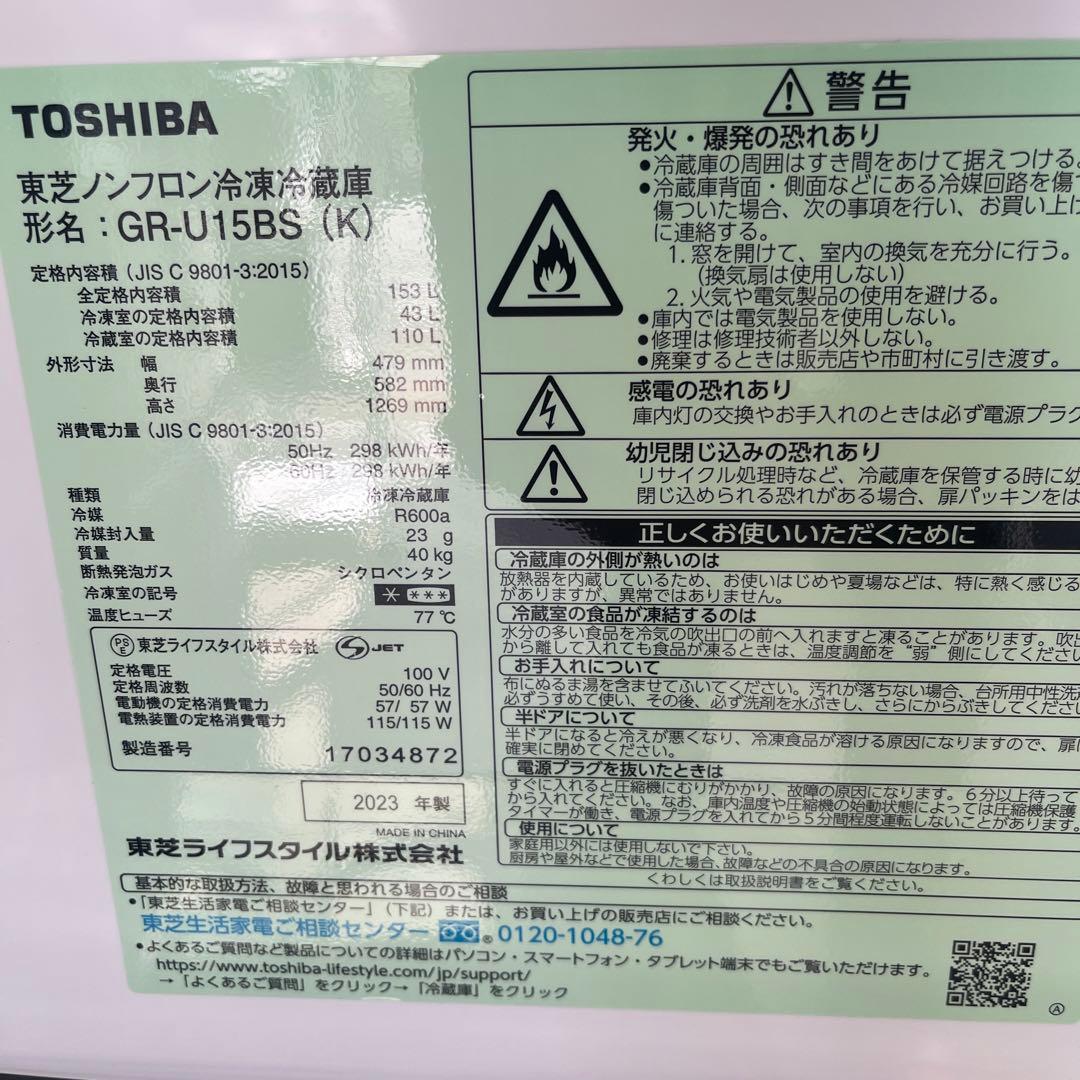 TOSHIBA
東芝ノンフロン冷凍冷蔵庫
形名：GR-U15BS（K）
定格内容積（JIS C 9801-3:2015）
全定格内容積 153 L
冷凍室の定格内容積 43 L
冷蔵室の定格内容積 110 L
外形寸法 幅 479 mm
奥行 582 mm
高さ 1269 mm
消費電力量（JIS C 9801-3:2015）
50Hz 298 kWh/年
60Hz 298 kWh/年
種類 冷凍冷蔵庫
冷媒 R600a
冷媒封入量 23 g
質量 40 kg
断熱発泡ガス シクロペンタン
冷凍室の記号
温度ヒューズ 77 ℃
PSE 東芝ライフスタイル株式会社 JET
定格電圧 100 V
定格周波数 50/60 Hz
電動機の定格消費電力 57/ 57 W
電熱装置の定格消費電力 115/115 W
製造番号 17034872
2023 年製
MADE IN CHINA
東芝ライフスタイル株式会社
警告
発火・爆発の恐れあり
●冷蔵庫の周囲はすき間をあけて据えつける。
●冷蔵庫背面・側面などにある冷媒回路を傷つ
傷ついた場合、次の事項を行い、お買い上げ
に連絡する。
1. 窓を開けて、室内の換気を充分に行う。
（換気扇は使用しない）
2. 火気や電気製品の使用を避ける。
●庫内では電気製品を使用しない。
●修理は修理技術者以外しない。
●廃棄するときは販売店や市町村に引き渡す。
感電の恐れあり
庫内灯の交換やお手入れのときは必ず電源プラグ
幼児閉じ込みの恐れあり
リサイクル処理時など、冷蔵庫を保管する時に幼
閉じ込められる恐れがある場合、扉パッキンをは
正しくお使いいただくために
冷蔵庫の外側が熱いのは
放熱器を内蔵しているため、お使いはじめや夏場などは、特に熱く感じる
がありますが、異常ではありません。
冷蔵室の食品が凍結するのは
水分の多い食品を冷気の吹出口の前へ入れますと凍ることがあります。吹出
から離して入れても食品が凍るときは、温度調節を“弱”側にしてください
お手入れについて
布にぬるま湯を含ませてふいてください。汚れが落ちない場合、台所用中性洗
必ずうすめて使い、その後、必ず洗剤を水ぶきし、さらにからぶきしてくださ
半ドアについて
半ドアになると冷えが悪くなり、冷凍食品が溶ける原因になりますので、扉は
確実に閉めてください。
電源プラグを抜いたときは
すぐに入れると圧縮機にむりがかかり、故障の原因になります。6分以上待って
から入れてください。なお、庫内温度や圧縮機の始動状態によっては圧縮機保護
タイマーが働き、電源プラグを入れてから5分間程度運転しないことがあります。
使用について
家庭用以外には使用しないで下さい。
厨房や屋外などで使用した場合、故障などの不具合の原因になります。
くわしくは取扱説明書をご覧ください。
基本的な取扱方法、故障と思われる場合のご相談
●「東芝生活家電ご相談センター」（下記）または、お買い上げの販売店にご相談ください。
東芝生活家電ご相談センター 0120-1048-76
●よくあるご質問など製品についての詳細はパソコン・スマートフォン・タブレット端末でもご覧いただけます。
https://www.toshiba-lifestyle.com/jp/support/
→「よくあるご質問」をクリック→「冷蔵庫」をクリック
Ⓐ